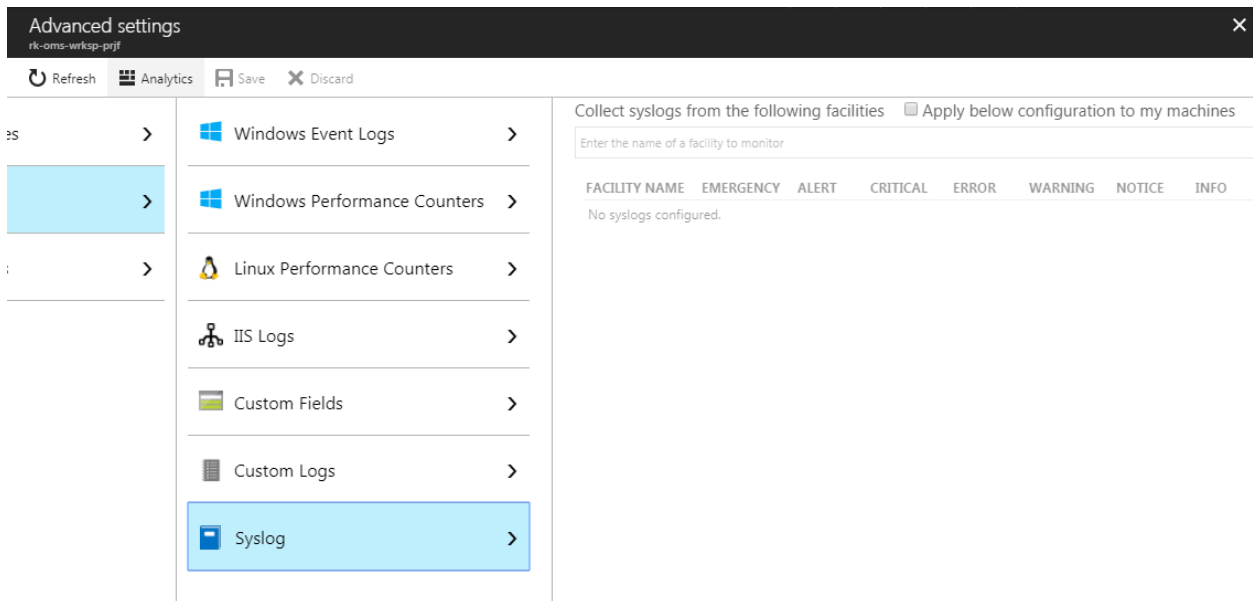 Advanced settings
rk-oms-wrksp-prjf
Refresh Analytics Save Discard
es
s
Windows Event Logs
Windows Performance Counters
Linux Performance Counters
IIS Logs
Custom Fields
Custom Logs
Syslog
Collect syslogs from the following facilities Apply below configuration to my machines
Enter the name of a facility to monitor
FACILITY NAME EMERGENCY ALERT CRITICAL ERROR WARNING NOTICE INFO
No syslogs configured.